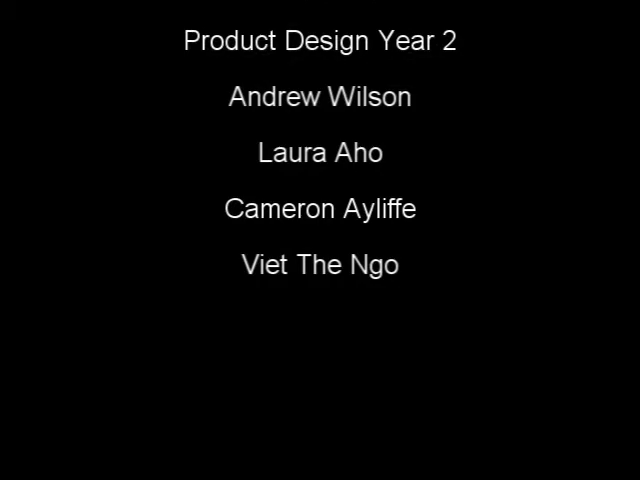 Product Design Year 2
Andrew Wilson
Laura Aho
Cameron Ayliffe
Viet The Ngo